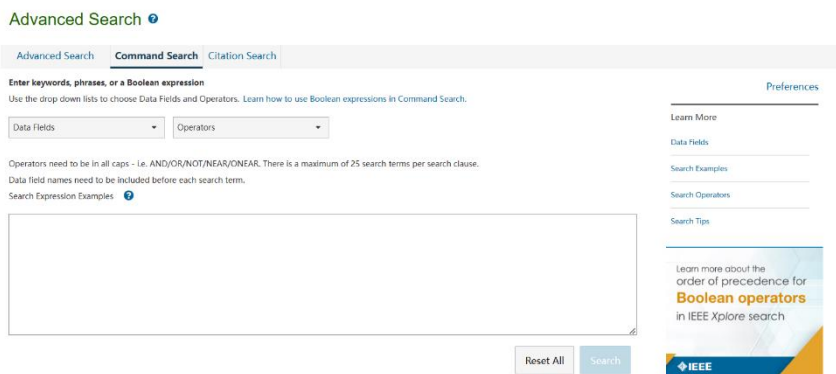 Advanced Search ?
Advanced Search Command Search Citation Search
Enter keywords, phrases, or a Boolean expression
Use the drop down lists to choose Data Fields and Operators. Learn how to use Boolean expressions in Command Search.
Data Fields Operators
Operators need to be in all caps - i.e. AND/OR/NOT/NEAR/ONEAR. There is a maximum of 25 search terms per search clause.
Data field names need to be included before each search term.
Search Expression Examples ?
Reset All Search
Preferences
Learn More
Data Fields
Search Examples
Search Operators
Search Tips
Learn more about the
order of precedence for
Boolean operators
in IEEE Xplore search
IEEE